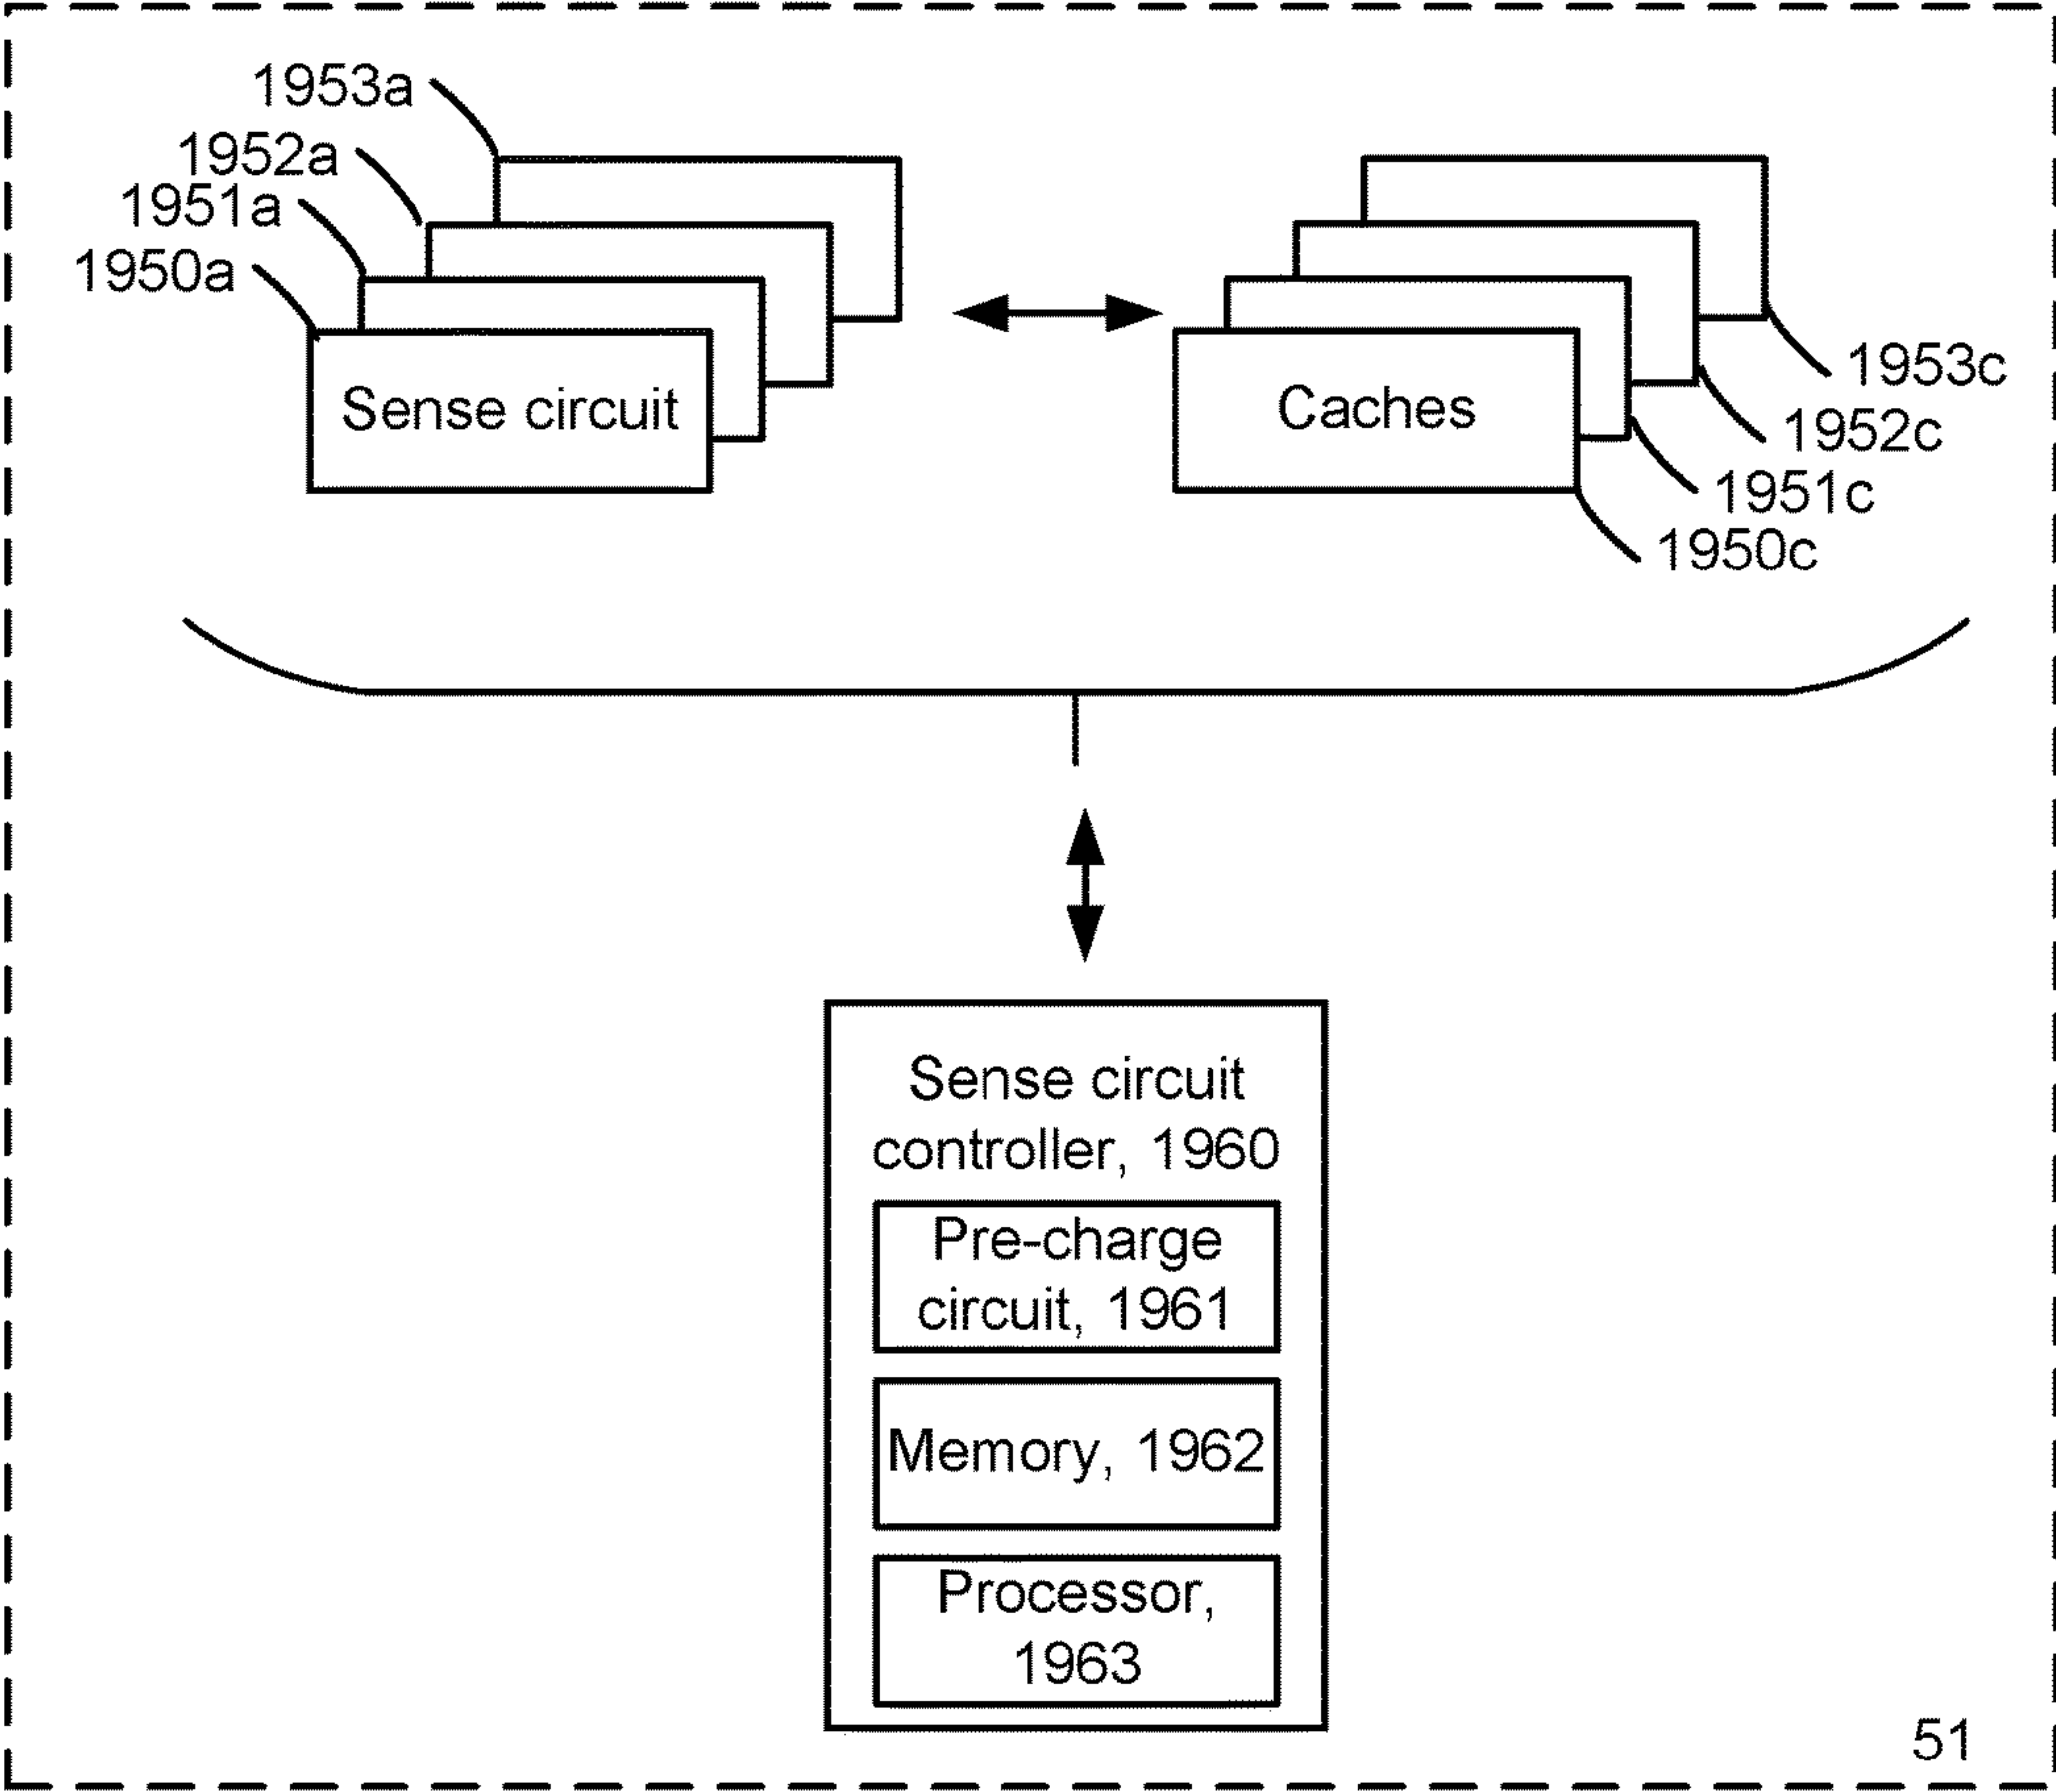 1953a
1952a
1951a
1950a
Sense circuit
Caches
1953c
1952c
1951c
1950c
Sense circuit
controller, 1960
Pre-charge
circuit, 1961
Memory, 1962
Processor,
1963
51